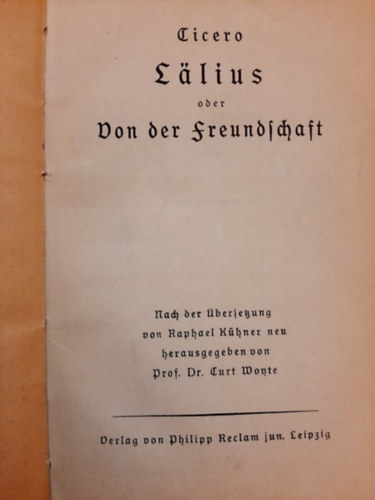 Cicero
Lälius
oder
Von der Freundschaft
Nach der Übersetzung
von Raphael Kühner neu
herausgegeben von
Prof. Dr. Curt Woyte
Verlag von Philipp Reclam jun. Leipzig